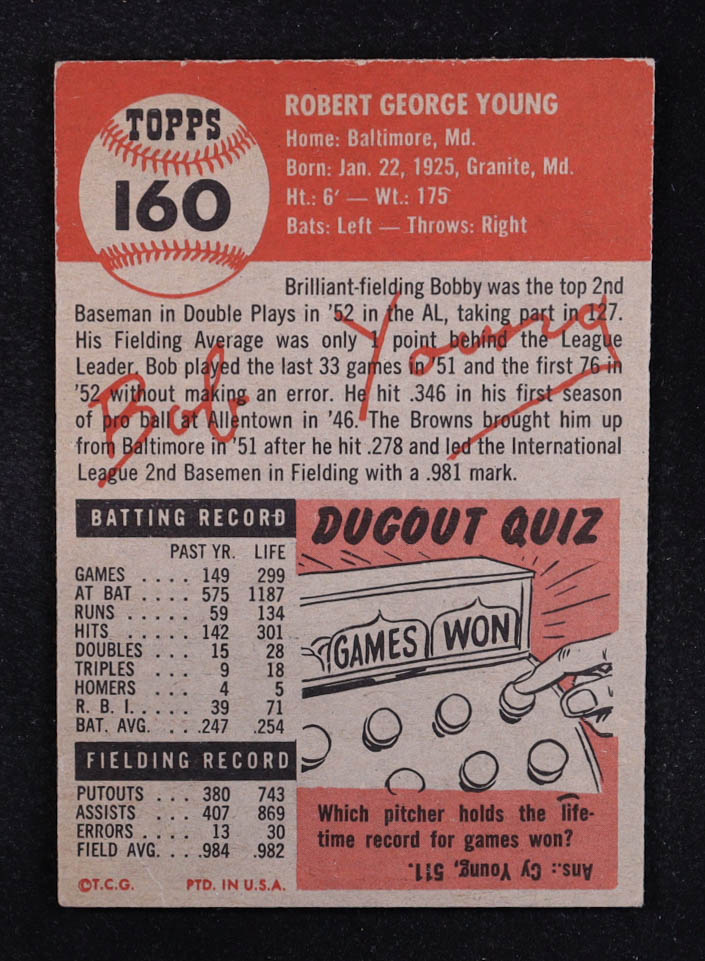 TOPPS
160
ROBERT GEORGE YOUNG
Home: Baltimore, Md.
Born: Jan. 22, 1925, Granite, Md.
Ht.: 6' — Wt.: 175
Bats: Left — Throws: Right
Brilliant-fielding Bobby was the top 2nd
Baseman in Double Plays in '52 in the AL, taking part in 127.
His Fielding Average was only 1 point behind the League
Leader. Bob played the last 33 games in '51 and the first 76 in
'52 without making an error. He hit .346 in his first season
of pro ball at Allentown in '46. The Browns brought him up
from Baltimore in '51 after he hit .278 and led the International
League 2nd Basemen in Fielding with a .981 mark.
Bob Young
BATTING RECORD
PAST YR. LIFE
GAMES .... 149 299
AT BAT .... 575 1187
RUNS ..... 59 134
HITS ..... 142 301
DOUBLES .. 15 28
TRIPLES ... 9 18
HOMERS ... 4 5
R. B. I. .... 39 71
BAT. AVG. .. .247 .254
FIELDING RECORD
PUTOUTS ... 380 743
ASSISTS .... 407 869
ERRORS .... 13 30
FIELD AVG. .. .984 .982
©T.C.G. PTD. IN U.S.A.
DUGOUT QUIZ
GAMES WON
Which pitcher holds the life-
time record for games won?
Ans.: Cy Young, 511.